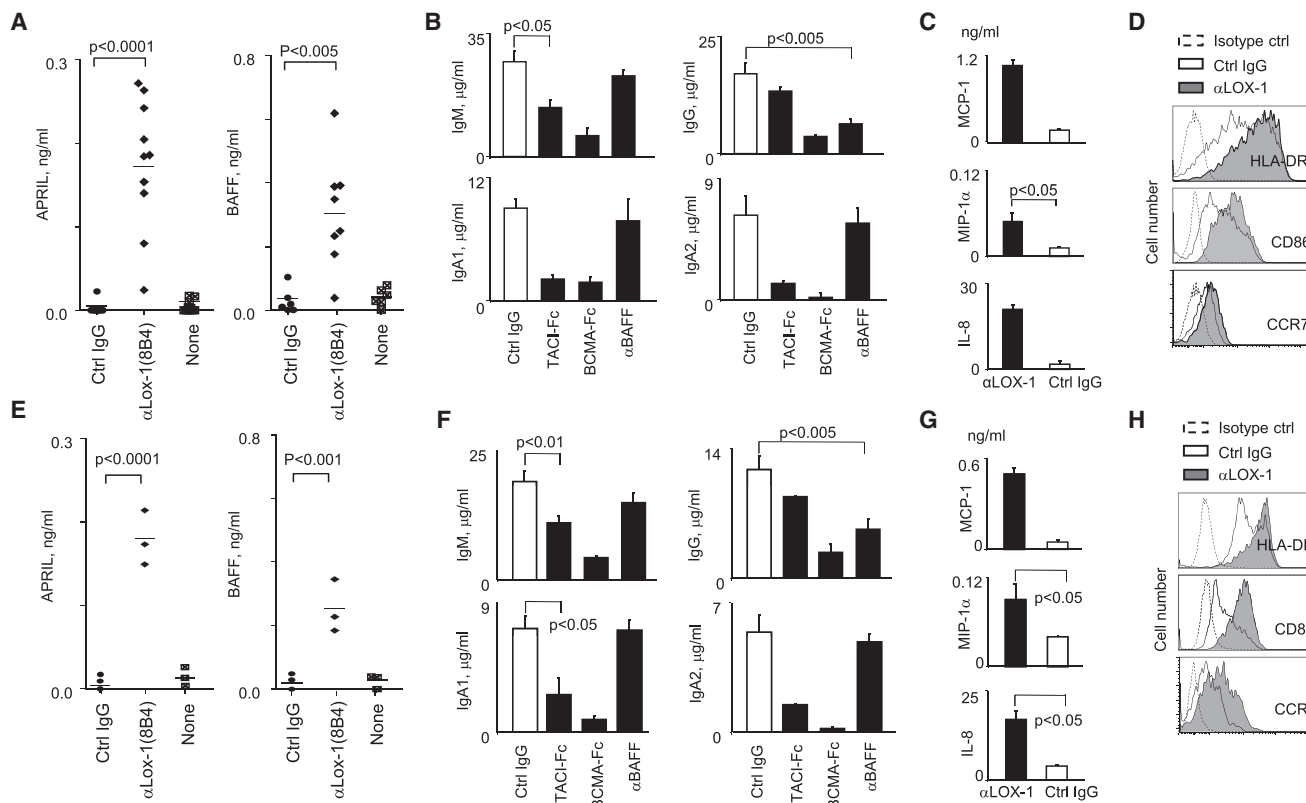 A
p<0.0001
APRIL, ng/ml
0.3
0.0
Ctrl IgG
αLox-1(8B4)
None
P<0.005
BAFF, ng/ml
0.8
0.0
Ctrl IgG
αLox-1(8B4)
None
B
p<0.05
IgM, μg/ml
35
0
p<0.005
IgG, μg/ml
25
0
IgA1, μg/ml
12
0
Ctrl IgG
TACI-Fc
BCMA-Fc
αBAFF
IgA2, μg/ml
9
0
Ctrl IgG
TACI-Fc
BCMA-Fc
αBAFF
C
ng/ml
MCP-1
1.2
0
MIP-1α
0.12
0
p<0.05
IL-8
30
0
αLOX-1 Ctrl IgG
D
Isotype ctrl
Ctrl IgG
αLOX-1
Cell number
HLA-DR
CD86
CCR7
E
p<0.0001
APRIL, ng/ml
0.3
0.0
Ctrl IgG
αLox-1(8B4)
None
P<0.001
BAFF, ng/ml
0.8
0.0
Ctrl IgG
αLox-1(8B4)
None
F
p<0.01
IgM, μg/ml
25
0
p<0.005
IgG, μg/ml
14
0
p<0.05
IgA1, μg/ml
9
0
Ctrl IgG
TACI-Fc
BCMA-Fc
αBAFF
IgA2, μg/ml
7
0
Ctrl IgG
TACI-Fc
BCMA-Fc
αBAFF
G
ng/ml
MCP-1
0.6
0
MIP-1α
0.12
0
p<0.05
IL-8
25
0
p<0.05
αLOX-1 Ctrl IgG
H
Isotype ctrl
Ctrl IgG
αLOX-1
Cell number
HLA-DI
CD8
CCR